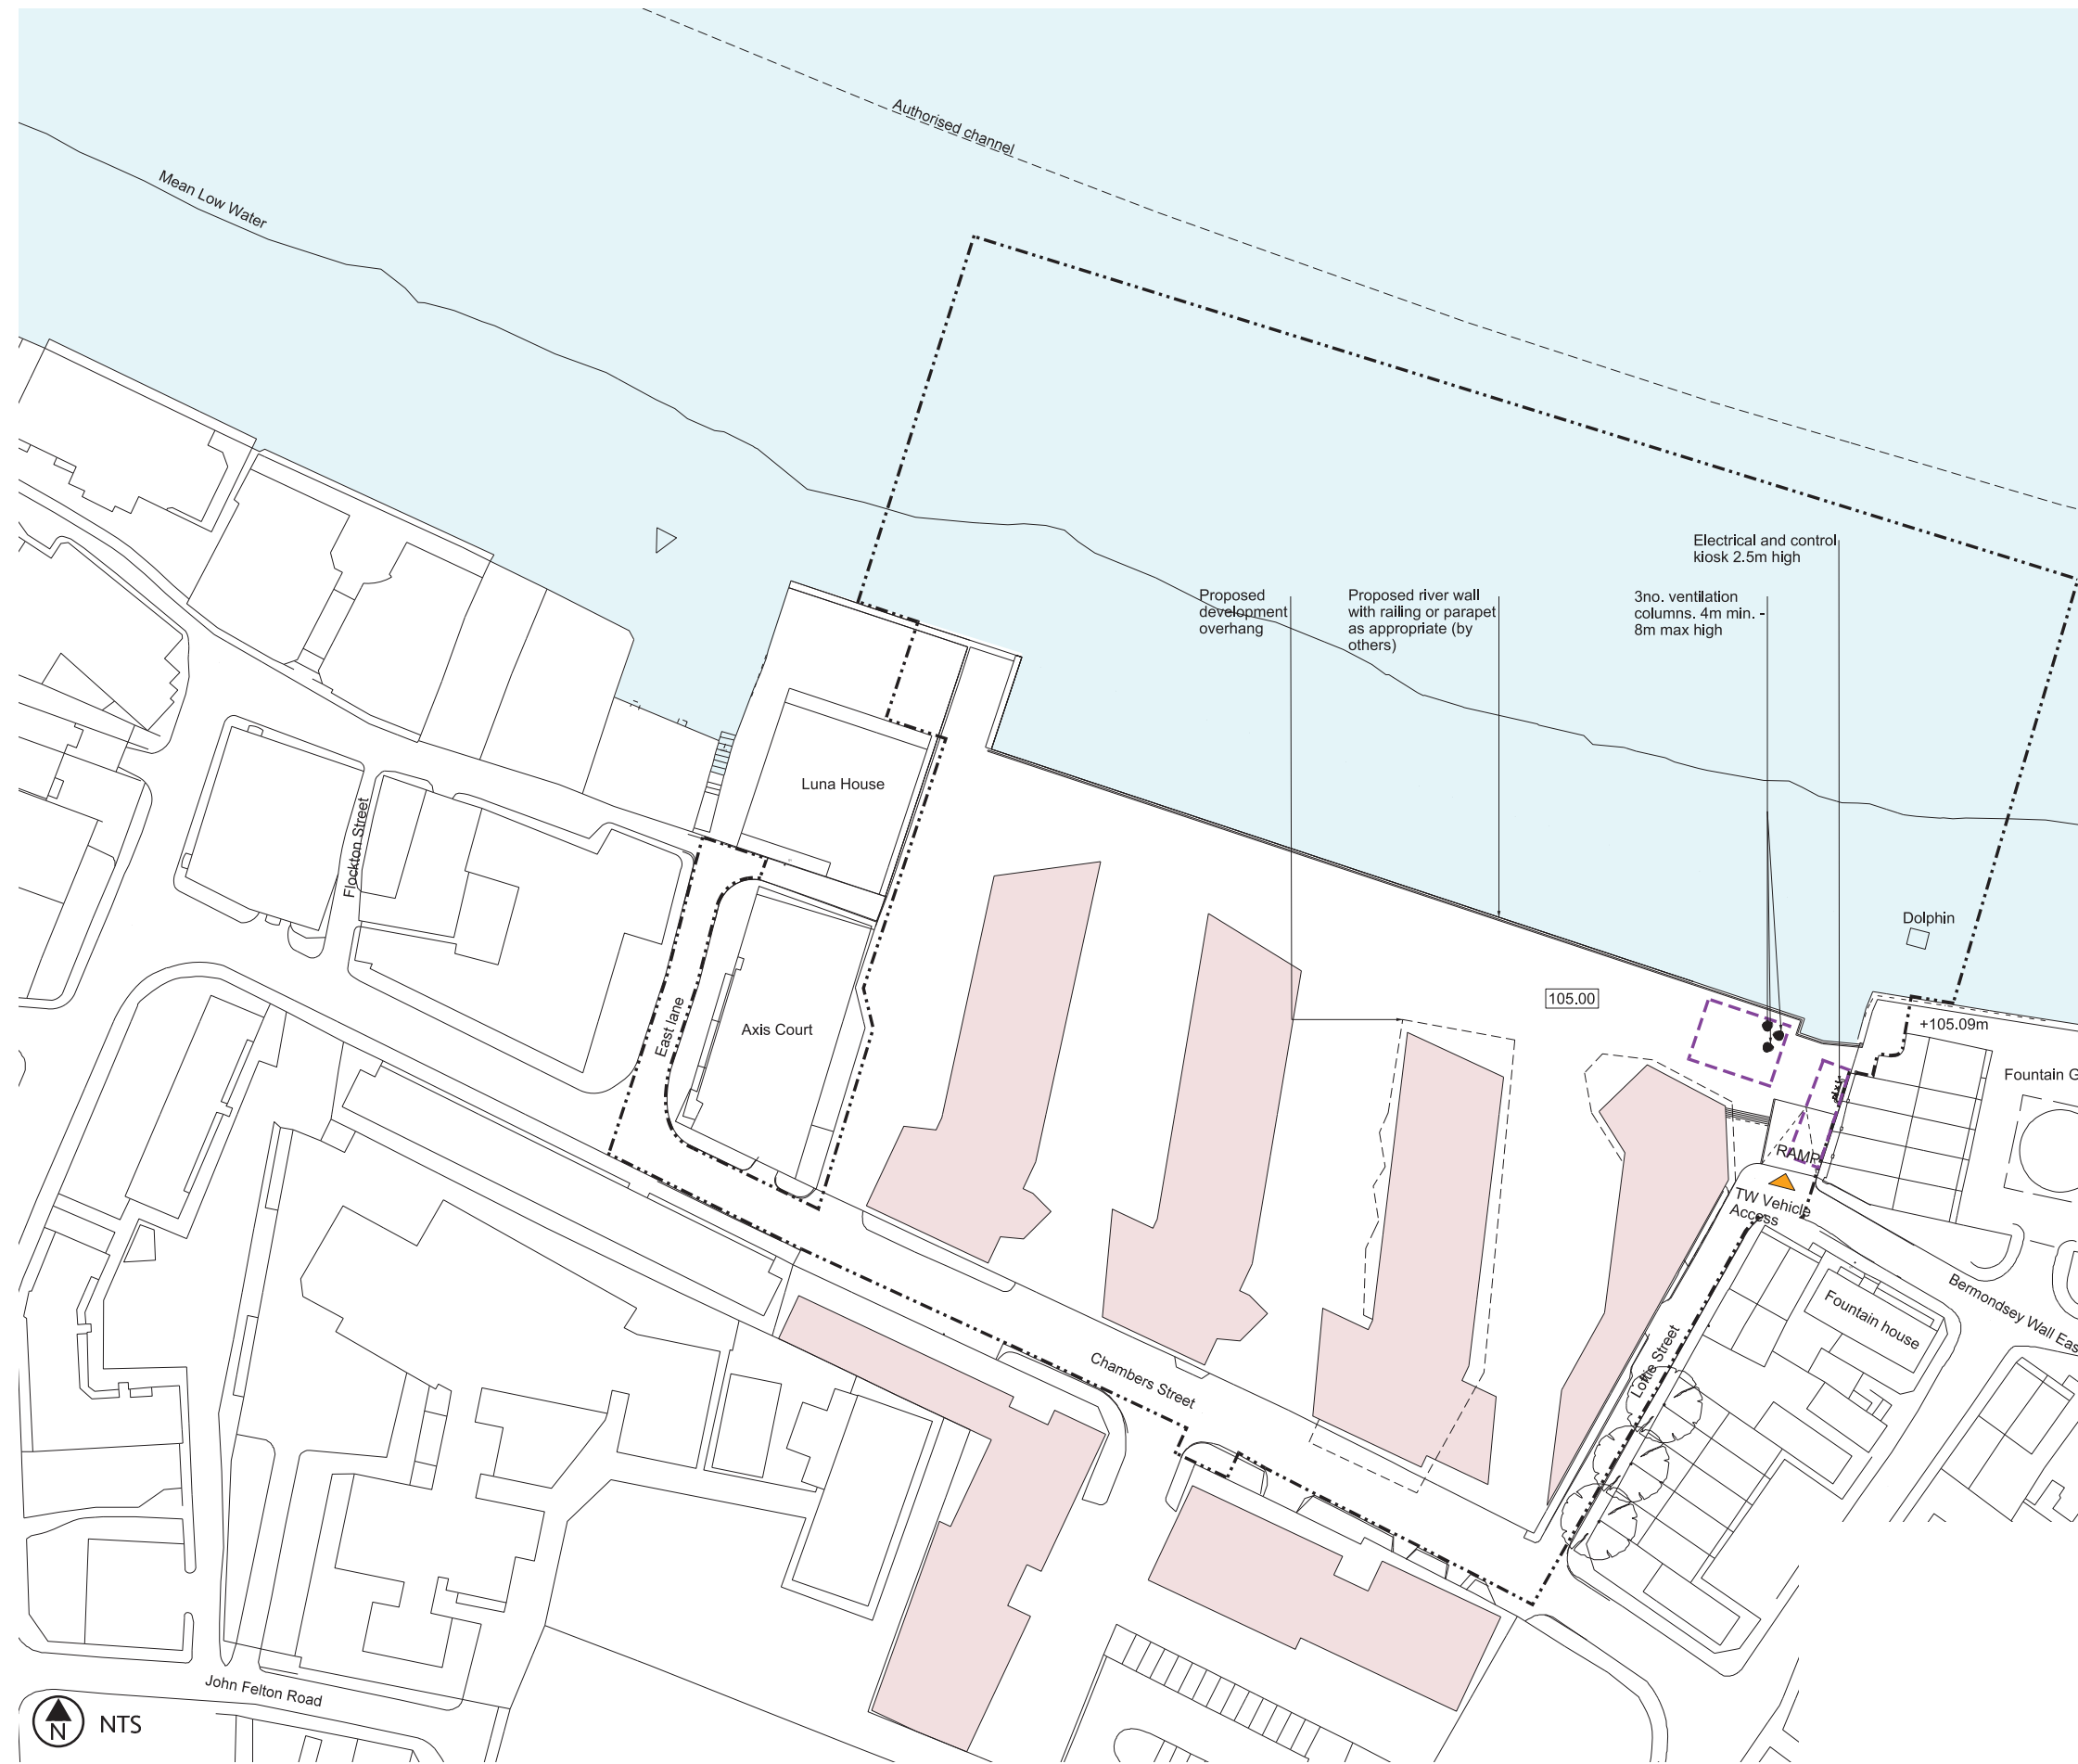 Authorised channel
Mean Low Water
Electrical and control
kiosk 2.5m high
Proposed
development
overhang
Proposed river wall
with railing or parapet
as appropriate (by
others)
3no. ventilation
columns. 4m min. -
8m max high
Luna House
Flockton Street
Dolphin
105.00
East lane
Axis Court
+105.09m
Fountain G
RAMP
TW Vehicle
Access
Bermondsey Wall Eas
Fountain house
Loftie Street
Chambers Street
John Felton Road
N
NTS